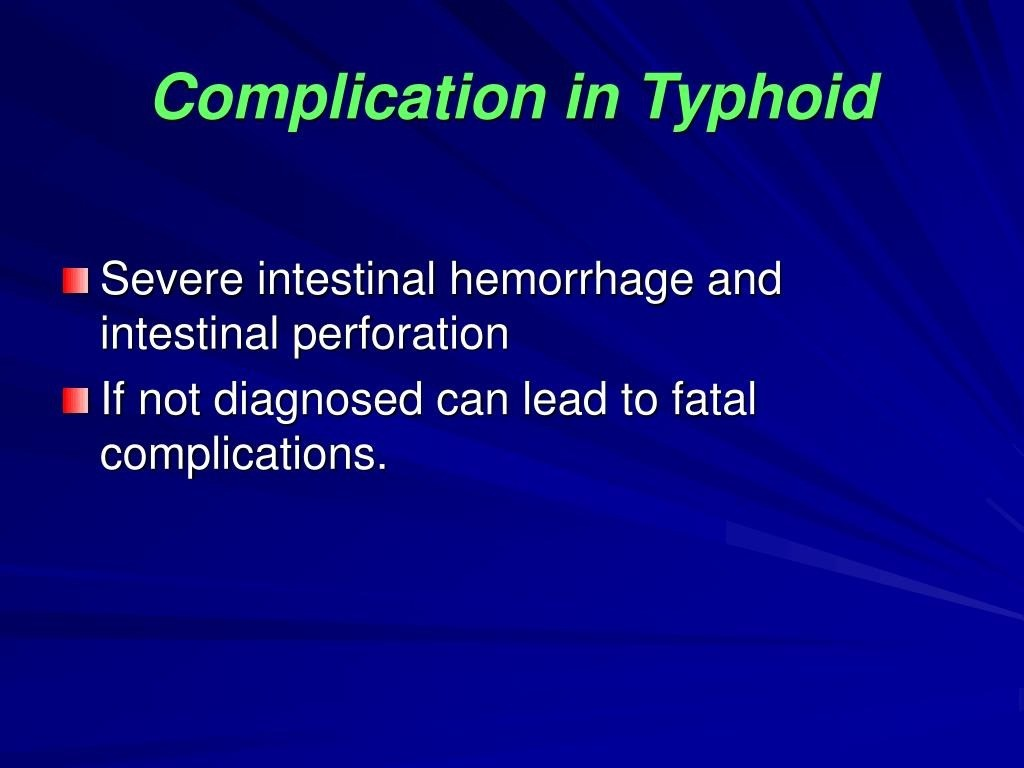 Complication in Typhoid
Severe intestinal hemorrhage and
intestinal perforation
If not diagnosed can lead to fatal
complications.